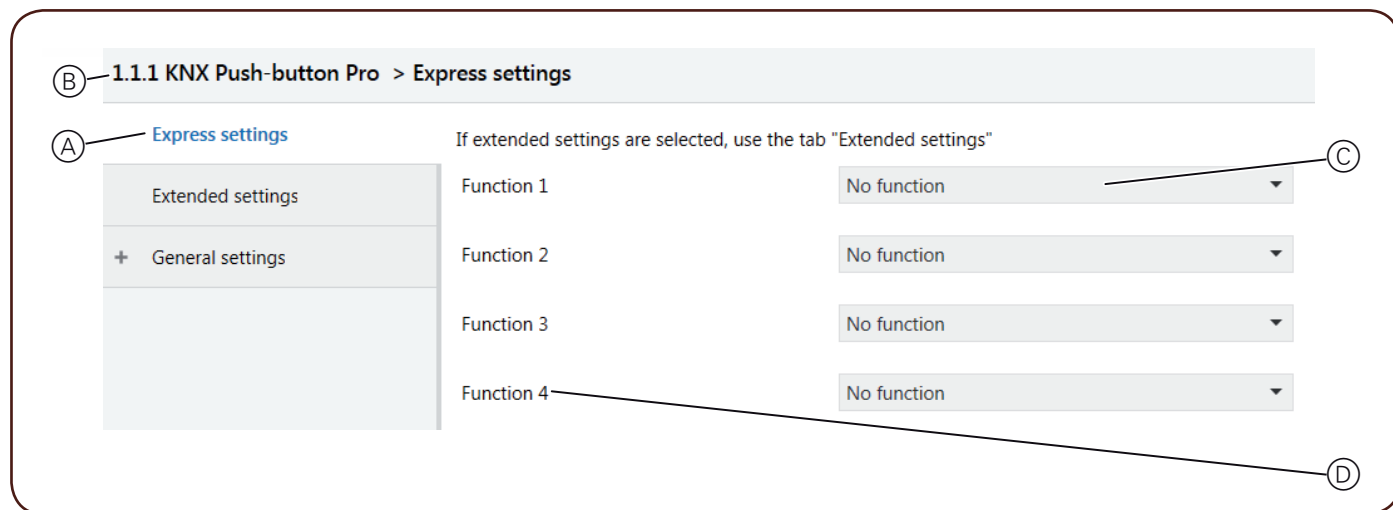 B 1.1.1 KNX Push-button Pro > Express settings
A Express settings
If extended settings are selected, use the tab "Extended settings"
C
Function 1 No function
Extended settings
Function 2 No function
+ General settings
Function 3 No function
Function 4 No function
D